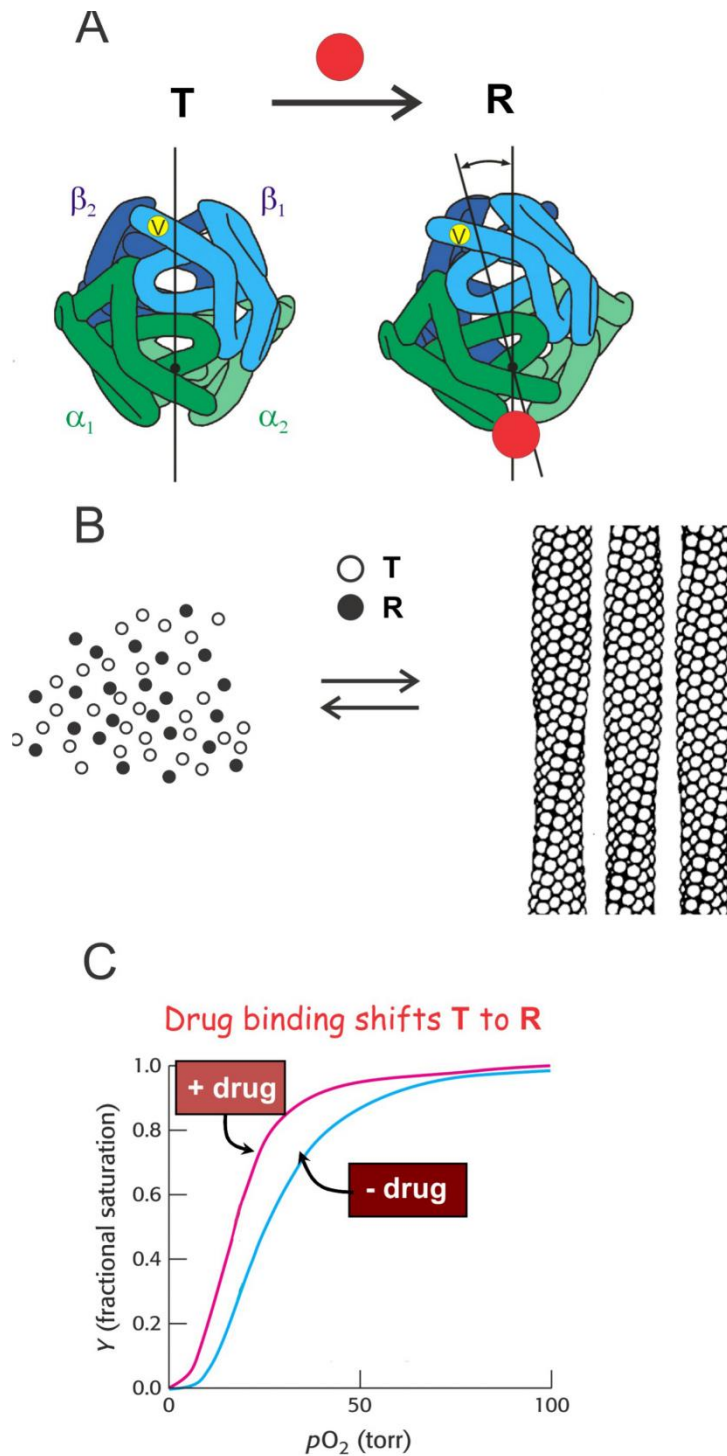 A
T R
β₂ β₁
V V
α₁ α₂
B
T
R
C
Drug binding shifts T to R
1.0
+ drug
0.8
- drug
0.6
0.4
0.2
0.0
Y (fractional saturation)
0 50 100
pO₂ (torr)